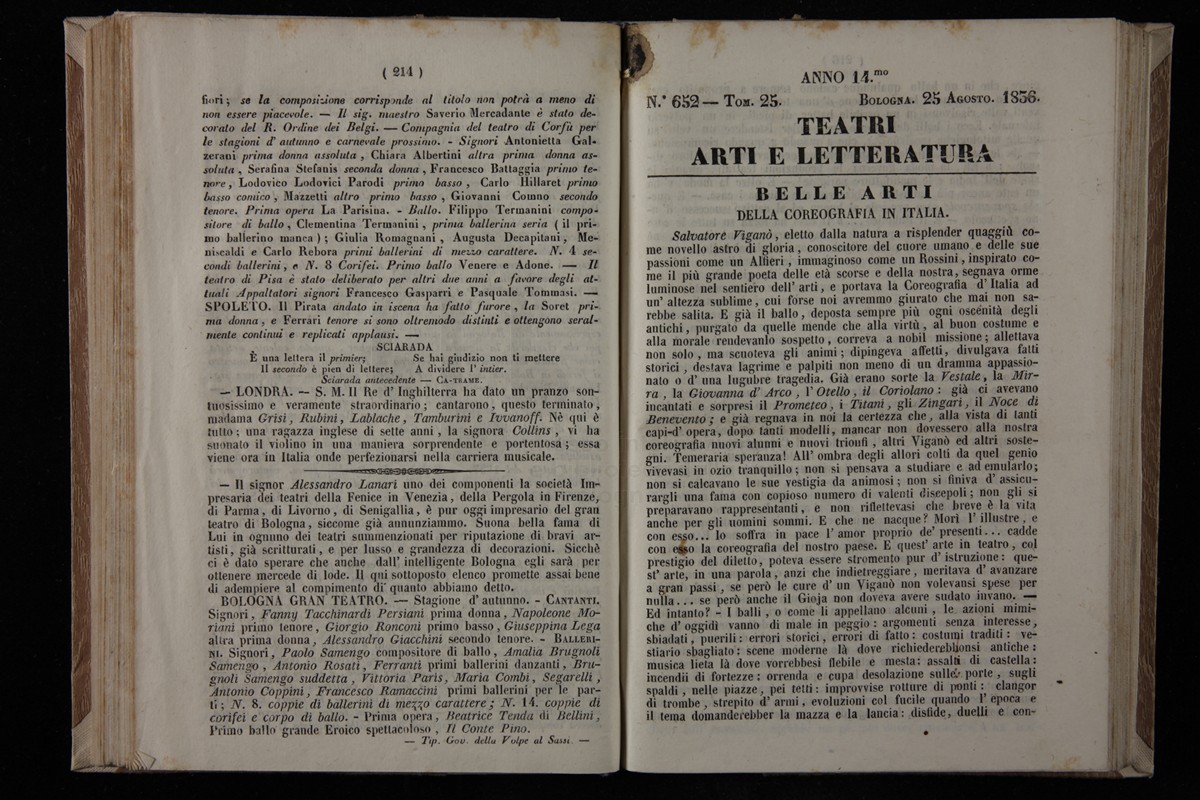 ( 214 )
fiori; se la composizione corrisponde al titolo non potrà a meno di
non essere piacevole. — Il sig. maestro Saverio Mercadante è stato de-
corato del R. Ordine dei Belgi. — Compagnia del teatro di Corfù per
le stagioni d' autunno e carnevale prossimo. - Signori Antonietta Gal-
zerani prima donna assoluta, Chiara Albertini altra prima donna as-
soluta, Serafina Stefanis seconda donna, Francesco Battaggia primo te-
nore, Lodovico Lodovici Parodi primo basso, Carlo Hillaret primo
basso comico, Mazzetti altro primo basso, Giovanni Comno secondo
tenore. Prima opera La Parisina. - Ballo. Filippo Termanini compo-
sitore di ballo, Clementina Termanini, prima ballerina seria ( il pri-
mo ballerino manca ); Giulia Romagnani, Augusta Decapitani, Me-
niscaldi e Carlo Rebora primi ballerini di mezzo carattere. N. 4 se-
condi ballerini, e N. 8 Corifei. Primo ballo Venere e Adone. — Il
teatro di Pisa è stato deliberato per altri due anni a favore degli at-
tuali Appaltatori signori Francesco Gasparri e Pasquale Tommasi. —
SPOLETO. Il Pirata andato in iscena ha fatto furore, la Soret pri-
ma donna, e Ferrari tenore si sono oltremodo distinti e ottengono seral-
mente continui e replicati applausi. —
SCIARADA
È una lettera il primier; Se hai giudizio non ti mettere
Il secondo è pien di lettere; A dividere l' intier.
Sciarada antecedente — CA-TRAME.
— LONDRA. — S. M. Il Re d' Inghilterra ha dato un pranzo son-
tuosissimo e veramente straordinario; cantarono, questo terminato,
madama Grisi, Rubini, Lablache, Tamburini e Ivvanoff. Nè qui è
tutto: una ragazza inglese di sette anni, la signora Collins, vi ha
suonato il violino in una maniera sorprendente e portentosa; essa
viene ora in Italia onde perfezionarsi nella carriera musicale.
— Il signor Alessandro Lanari uno dei componenti la società Im-
presaria dei teatri della Fenice in Venezia, della Pergola in Firenze,
di Parma, di Livorno, di Senigallia, è pur oggi impresario del gran
teatro di Bologna, siccome già annunziammo. Suona bella fama di
Lui in ognuno dei teatri summenzionati per riputazione di bravi ar-
tisti, già scritturati, e per lusso e grandezza di decorazioni. Sicchè
ci è dato sperare che anche dall' intelligente Bologna egli sarà per
ottenere mercede di lode. Il qui sottoposto elenco promette assai bene
di adempiere al compimento di quanto abbiamo detto.
BOLOGNA GRAN TEATRO. — Stagione d' autunno. - CANTANTI.
Signori, Fanny Tacchinardi Persiani prima donna, Napoleone Mo-
riani primo tenore, Giorgio Ronconi primo basso, Giuseppina Lega
altra prima donna, Alessandro Giacchini secondo tenore. - BALLERI-
NI. Signori, Paolo Samengo compositore di ballo, Amalia Brugnoli
Samengo, Antonio Rosati, Ferranti primi ballerini danzanti, Bru-
gnoli Samengo suddetta, Vittoria Paris, Maria Combi, Segarelli,
Antonio Coppini, Francesco Ramaccini primi ballerini per le par-
ti; N. 8. coppie di ballerini di mezzo carattere; N. 14. coppie di
corifei e corpo di ballo. - Prima opera, Beatrice Tenda di Bellini,
Primo ballo grande Eroico spettacoloso, Il Conte Pino.
— Tip. Gov. della Volpe al Sassi. —
ANNO 14.mo
N.° 652 — TOM. 25. BOLOGNA. 25 AGOSTO. 1836.
TEATRI
ARTI E LETTERATURA
BELLE ARTI
DELLA COREOGRAFIA IN ITALIA.
Salvatore Viganò, eletto dalla natura a risplender quaggiù co-
me novello astro di gloria, conoscitore del cuore umano e delle sue
passioni come un Alfieri, immaginoso come un Rossini, inspirato co-
me il più grande poeta delle età scorse e della nostra, segnava orme
luminose nel sentiero dell' arti, e portava la Coreografia d' Italia ad
un' altezza sublime, cui forse noi avremmo giurato che mai non sa-
rebbe salita. E già il ballo, deposta sempre più ogni oscénità degli
antichi, purgato da quelle mende che alla virtù, al buon costume e
alla morale rendevanlo sospetto, correva a nobil missione; allettava
non solo, ma scuoteva gli animi; dipingeva affetti, divulgava fatti
storici, destava lagrime e palpiti non meno di un dramma appassio-
nato o d' una lugubre tragedia. Già erano sorte la Vestale, la Mir-
ra, la Giovanna d' Arco, l' Otello, il Coriolano: già ci avevano
incantati e sorpresi il Prometeo, i Titani, gli Zingari, il Noce di
Benevento; e già regnava in noi la certezza che, alla vista di tanti
capi-d' opera, dopo tanti modelli, mancar non dovessero alla nostra
coreografia nuovi alunni e nuovi trionfi, altri Viganò ed altri soste-
gni. Temeraria speranza! All' ombra degli allori colti da quel genio
vivevasi in ozio tranquillo; non si pensava a studiare e ad emularlo;
non si calcavano le sue vestigia da animosi; non si finiva d' assicu-
rargli una fama con copioso numero di valenti discepoli; non gli si
preparavano rappresentanti, e non riflettevasi che breve è la vita
anche per gli uomini sommi. E che ne nacque? Morì l' illustre, e
con esso... Io soffra in pace l' amor proprio de' presenti... cadde
con esso la coreografia del nostro paese. E quest' arte in teatro, col
prestigio del diletto, poteva essere stromento pur d' istruzione: que-
st' arte, in una parola, anzi che indietreggiare, meritava d' avanzare
a gran passi, se però le cure d' un Viganò non volevansi spese per
nulla... se però anche il Gioja non doveva avere sudato invano. —
Ed intanto? - I balli, o come li appellano alcuni, le azioni mimi-
che d' oggidì vanno di male in peggio: argomenti senza interesse,
sbiadati, puerili: errori storici, errori di fatto: costumi traditi: ve-
stiario sbagliato: scene moderne là dove richiederebbonsi antiche:
musica lieta là dove vorrebbesi flebile e mesta: assalti di castella:
incendii di fortezze: orrenda e cupa desolazione sulle porte, sugli
spaldi, nelle piazze, pei tetti: improvvise rotture di ponti: clangor
di trombe, strepito d' armi, evoluzioni col fucile quando l' epoca e
il tema domanderebber la mazza e la lancia: disfide, duelli e con-